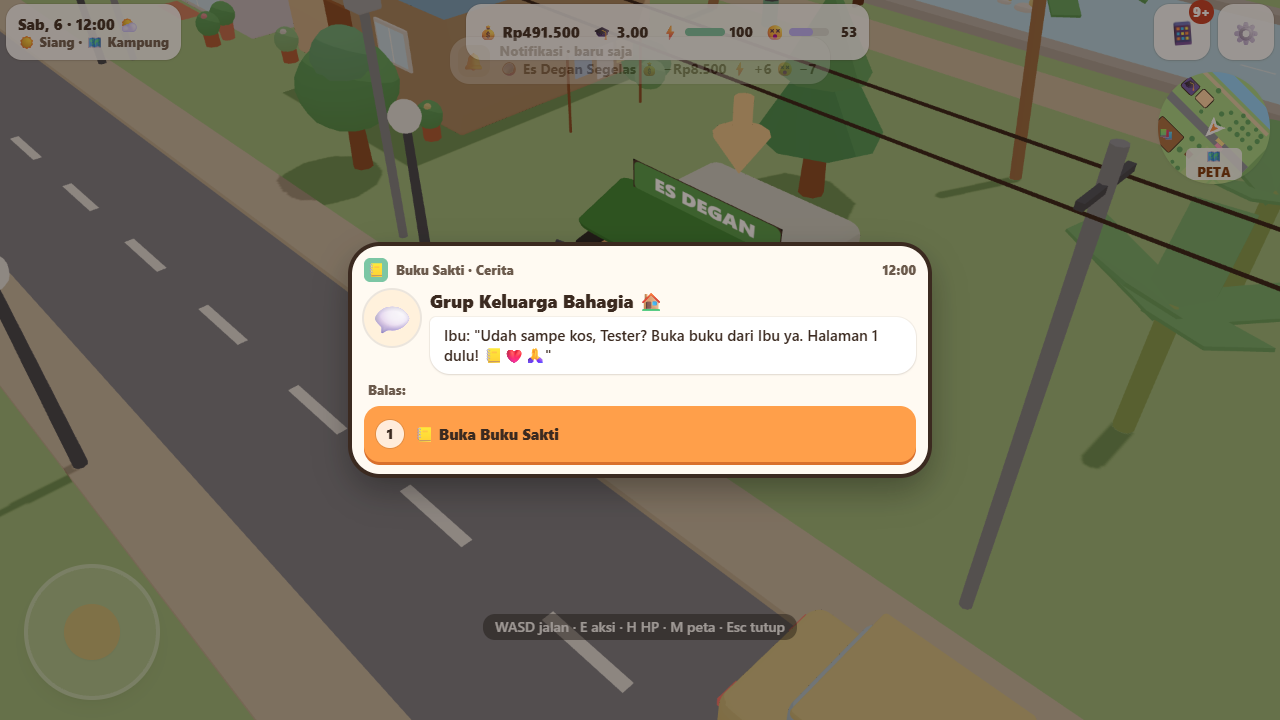 Sab, 6 · 12:00
Siang · Kampung
Rp491.500 3.00 100 53
9+
Notifikasi · baru saja
Es Degan Segelas −Rp8.500 +6 −7
PETA
ES DEGAN
Buku Sakti · Cerita 12:00
Grup Keluarga Bahagia
Ibu: "Udah sampe kos, Tester? Buka buku dari Ibu ya. Halaman 1
dulu! 📒 💗 🙏"
Balas:
1 Buka Buku Sakti
WASD jalan · E aksi · H HP · M peta · Esc tutup